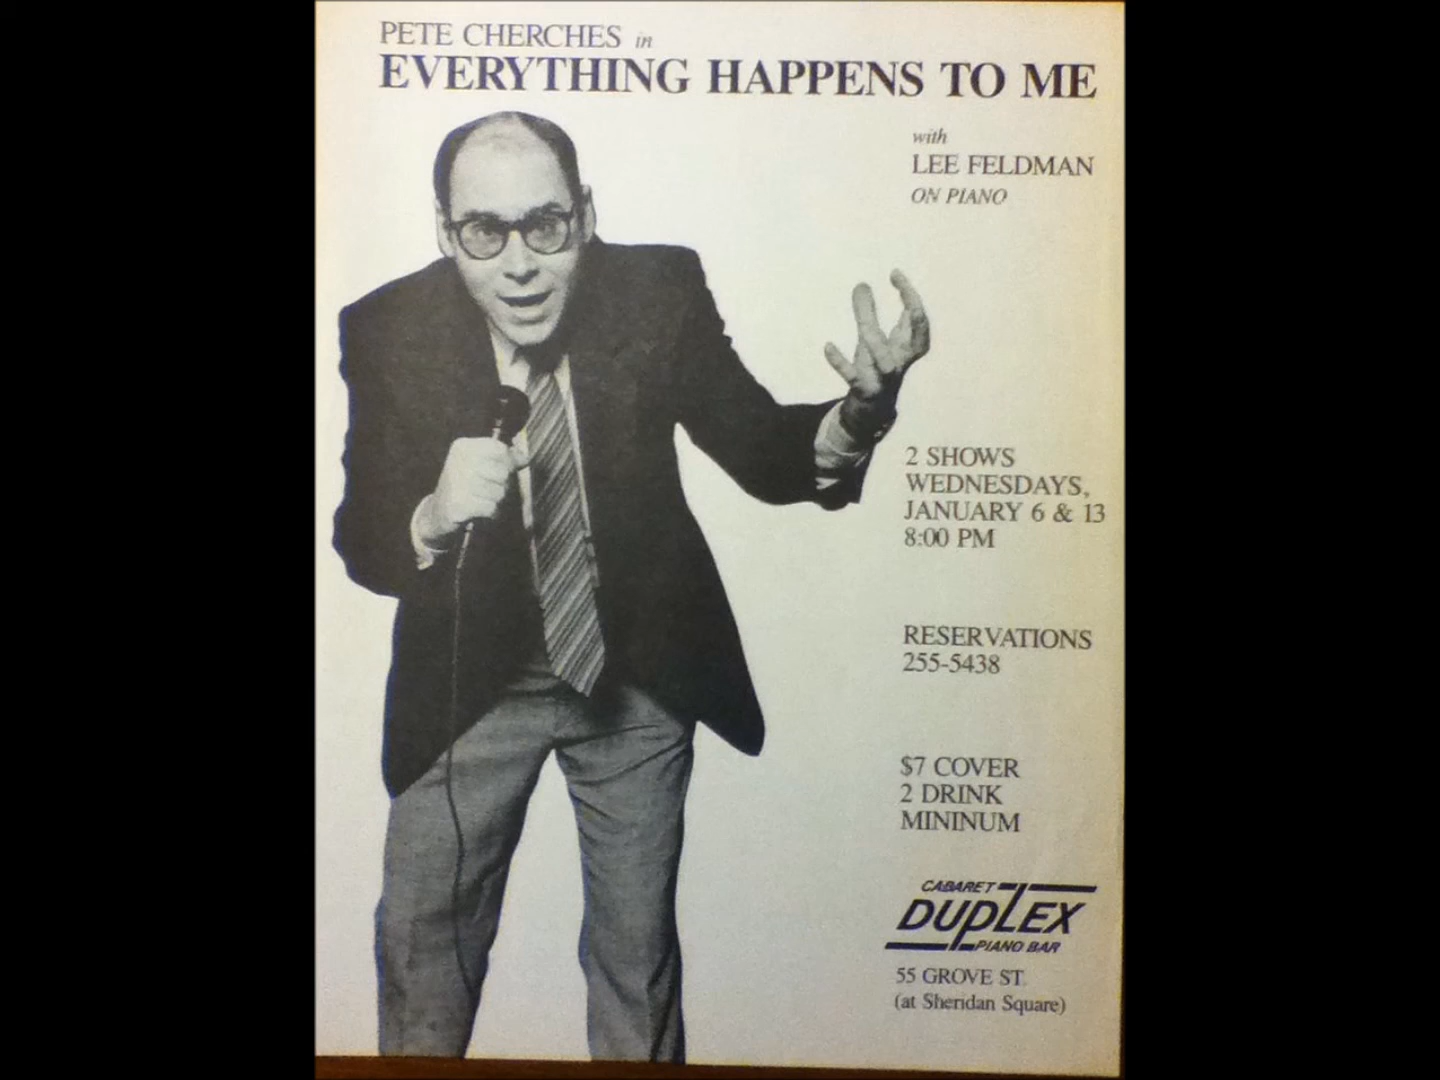 PETE CHERCHES in
EVERYTHING HAPPENS TO ME
with
LEE FELDMAN
ON PIANO
2 SHOWS
WEDNESDAYS,
JANUARY 6 & 13
8:00 PM
RESERVATIONS
255-5438
$7 COVER
2 DRINK
MININUM
CABARET
DUPLEX
PIANO BAR
55 GROVE ST.
(at Sheridan Square)